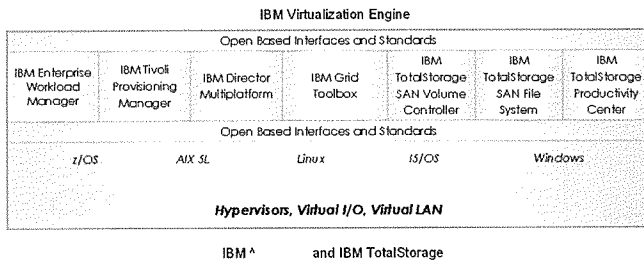 IBM Virtualization Engine
Open Based Interfaces and Standards
IBM Enterprise
Workload
Manager
IBM Tivoli
Provisioning
Manager
IBM Director
Multiplatform
IBM Grid
Toolbox
IBM
TotalStorage
SAN Volume
Controller
IBM
TotalStorage
SAN File
System
IBM
TotalStorage
Productivity
Center
Open Based Interfaces and Standards
z/OS AIX 5L Linux i5/OS Windows
Hypervisors, Virtual I/O, Virtual LAN
IBM ^ and IBM TotalStorage